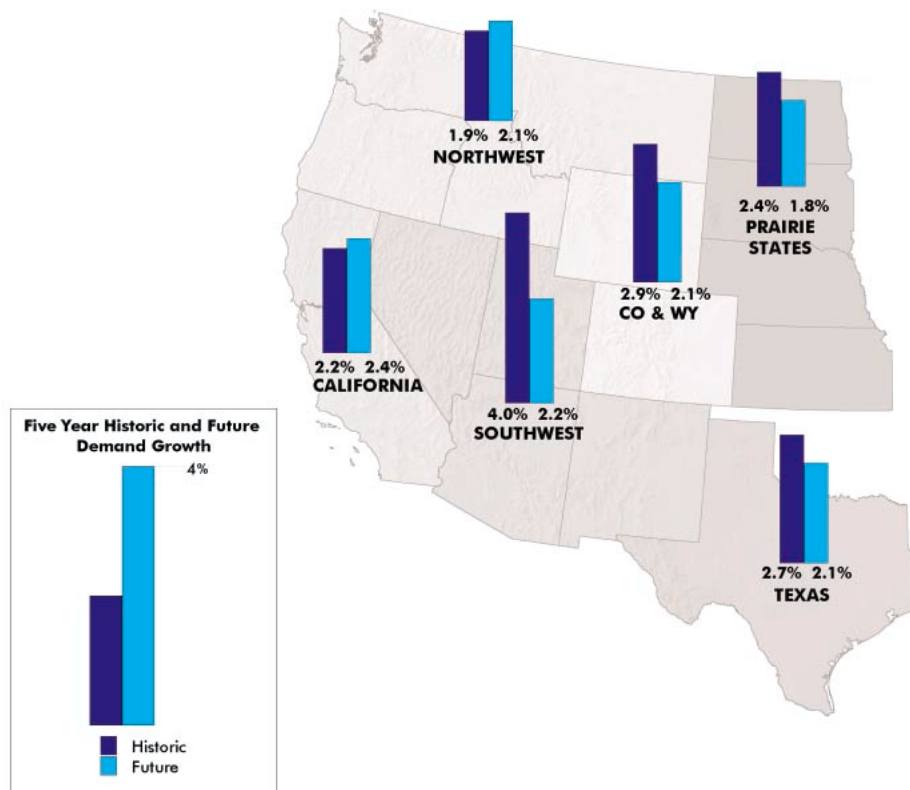 1.9% 2.1%
NORTHWEST
2.4% 1.8%
PRAIRIE
STATES
2.9% 2.1%
CO & WY
2.2% 2.4%
CALIFORNIA
4.0% 2.2%
SOUTHWEST
2.7% 2.1%
TEXAS
Five Year Historic and Future
Demand Growth
4%
Historic
Future